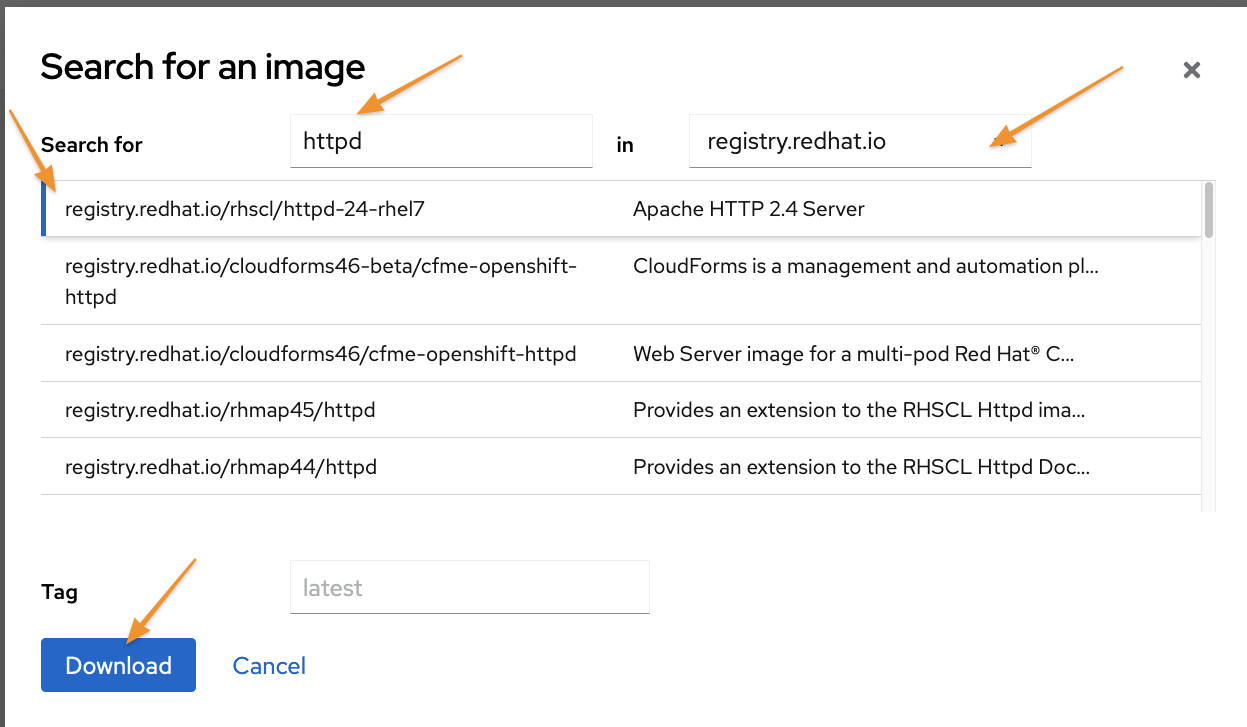 Search for an image
Search for httpd in registry.redhat.io
registry.redhat.io/rhscl/httpd-24-rhel7 Apache HTTP 2.4 Server
registry.redhat.io/cloudforms46-beta/cfme-openshift- CloudForms is a management and automation pl...
httpd
registry.redhat.io/cloudforms46/cfme-openshift-httpd Web Server image for a multi-pod Red Hat® C...
registry.redhat.io/rhmap45/httpd Provides an extension to the RHSCL Httpd ima...
registry.redhat.io/rhmap44/httpd Provides an extension to the RHSCL Httpd Doc...
Tag latest
Download Cancel